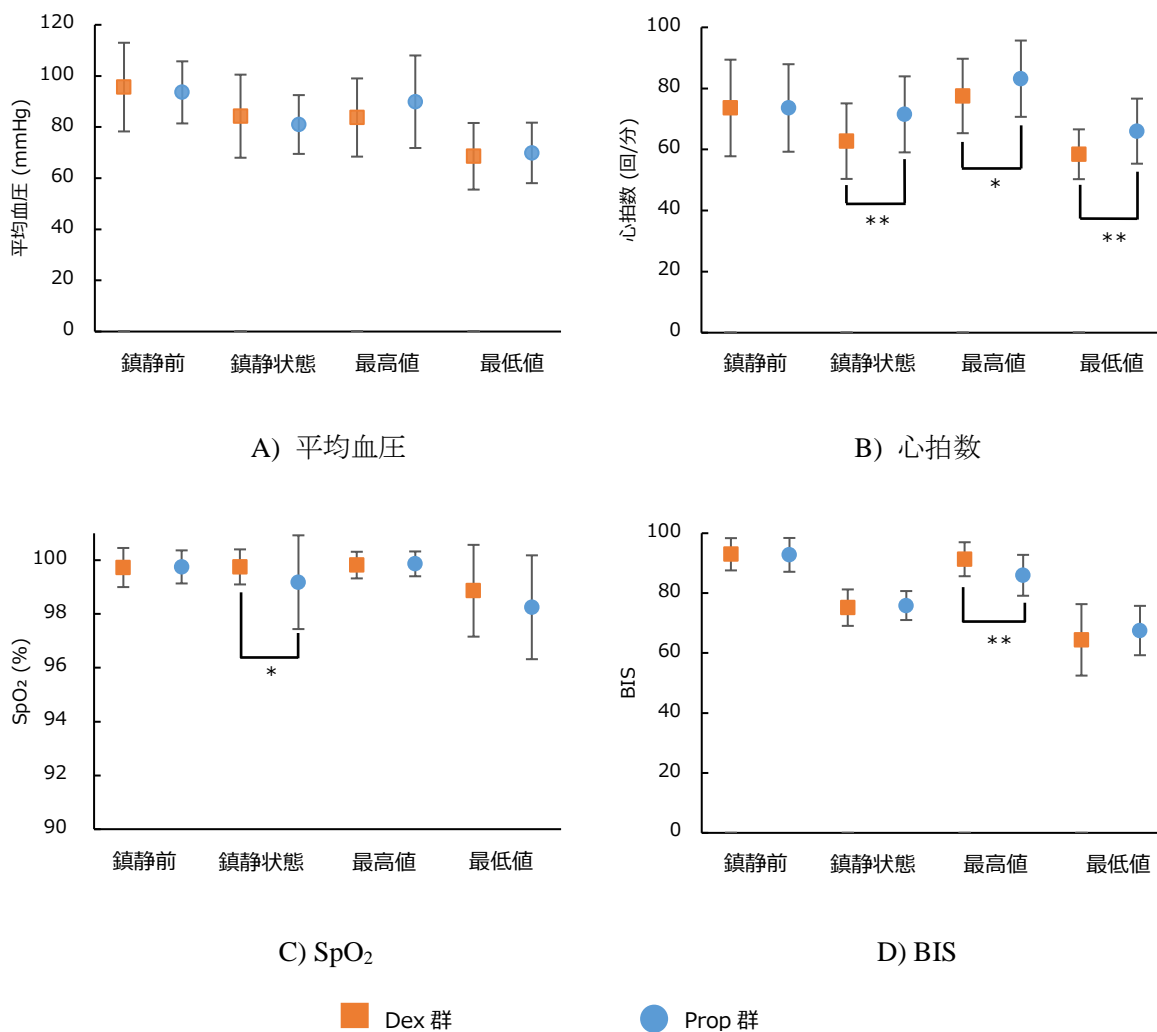 平均血圧 (mmHg)
120
100
80
60
40
20
0
鎮静前 鎮静状態 最高値 最低値
A) 平均血圧
心拍数 (回/分)
100
80
60
40
20
0
**
*
**
鎮静前 鎮静状態 最高値 最低値
B) 心拍数
SpO₂ (%)
100
98
96
94
92
90
*
鎮静前 鎮静状態 最高値 最低値
C) SpO₂
BIS
100
80
60
40
20
0
**
鎮静前 鎮静状態 最高値 最低値
D) BIS
Dex 群 Prop 群